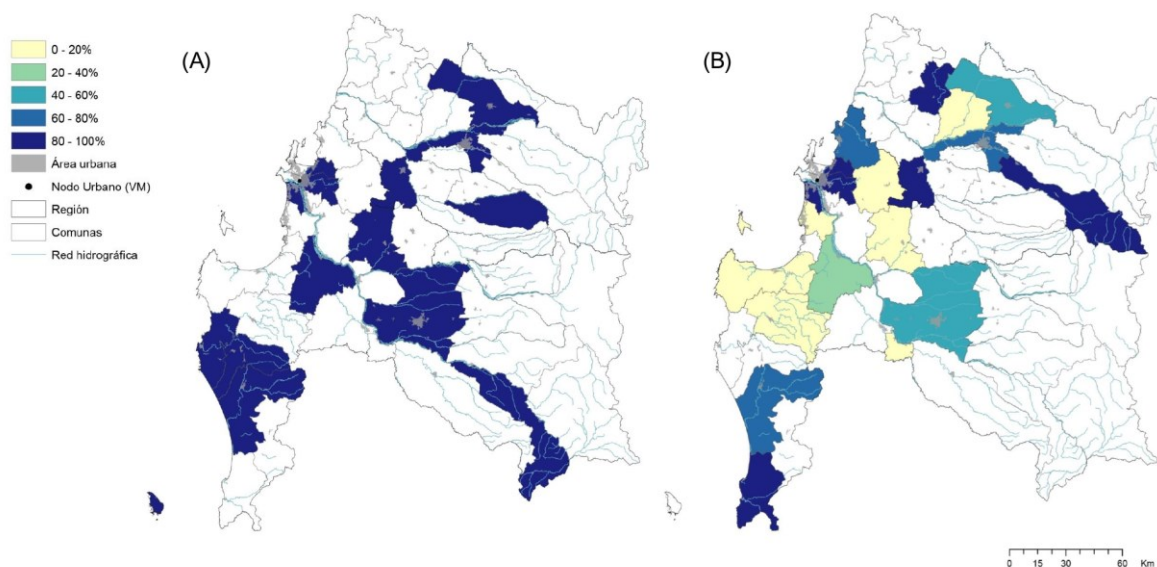 0 - 20%
20 - 40%
40 - 60%
60 - 80%
80 - 100%
Área urbana
Nodo Urbano (VM)
Región
Comunas
Red hidrográfica
(A)
(B)
0 15 30 60 Km